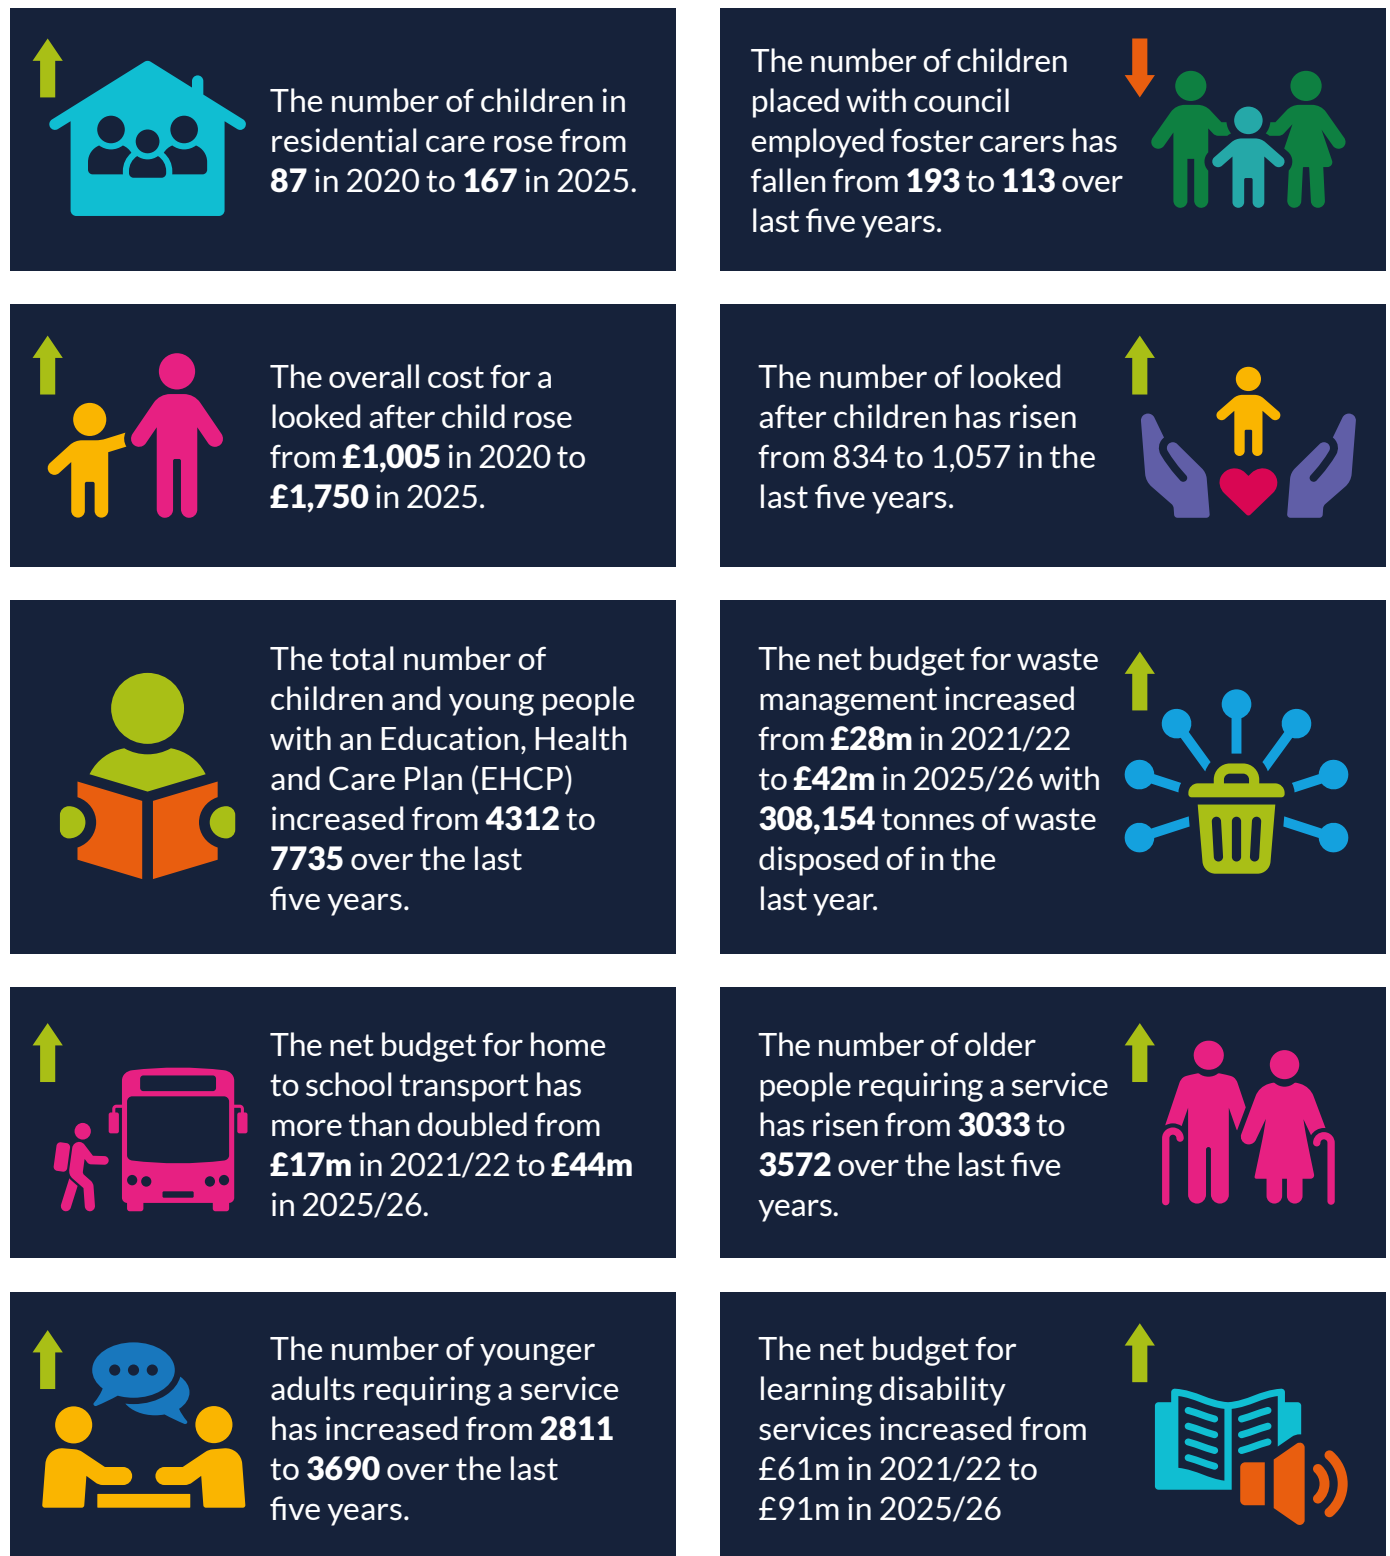 The number of children in
residential care rose from
87 in 2020 to 167 in 2025.
The number of children
placed with council
employed foster carers has
fallen from 193 to 113 over
last five years.
The overall cost for a
looked after child rose
from £1,005 in 2020 to
£1,750 in 2025.
The number of looked
after children has risen
from 834 to 1,057 in the
last five years.
The total number of
children and young people
with an Education, Health
and Care Plan (EHCP)
increased from 4312 to
7735 over the last
five years.
The net budget for waste
management increased
from £28m in 2021/22
to £42m in 2025/26 with
308,154 tonnes of waste
disposed of in the
last year.
The net budget for home
to school transport has
more than doubled from
£17m in 2021/22 to £44m
in 2025/26.
The number of older
people requiring a service
has risen from 3033 to
3572 over the last five
years.
The number of younger
adults requiring a service
has increased from 2811
to 3690 over the last
five years.
The net budget for
learning disability
services increased from
£61m in 2021/22 to
£91m in 2025/26